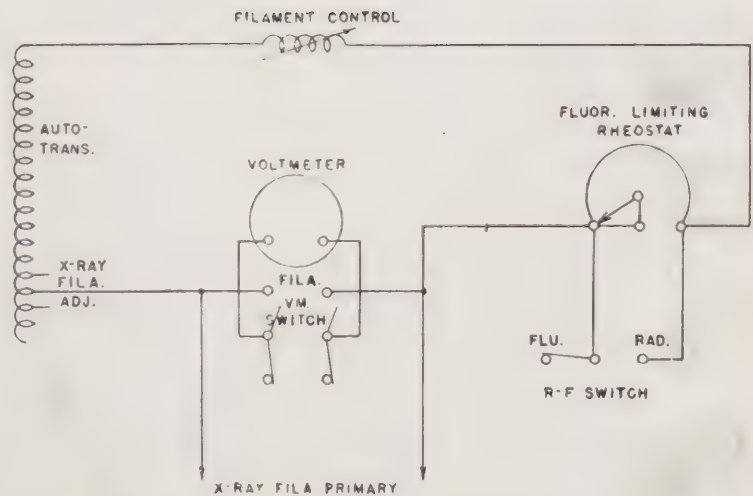 FILAMENT CONTROL
AUTO-
TRANS.
VOLTMETER
FLUOR. LIMITING
RHEOSTAT
X-RAY
FILA.
ADJ.
FILA.
VM.
SWITCH
FLU.
RAD.
R-F SWITCH
X-RAY FILA PRIMARY